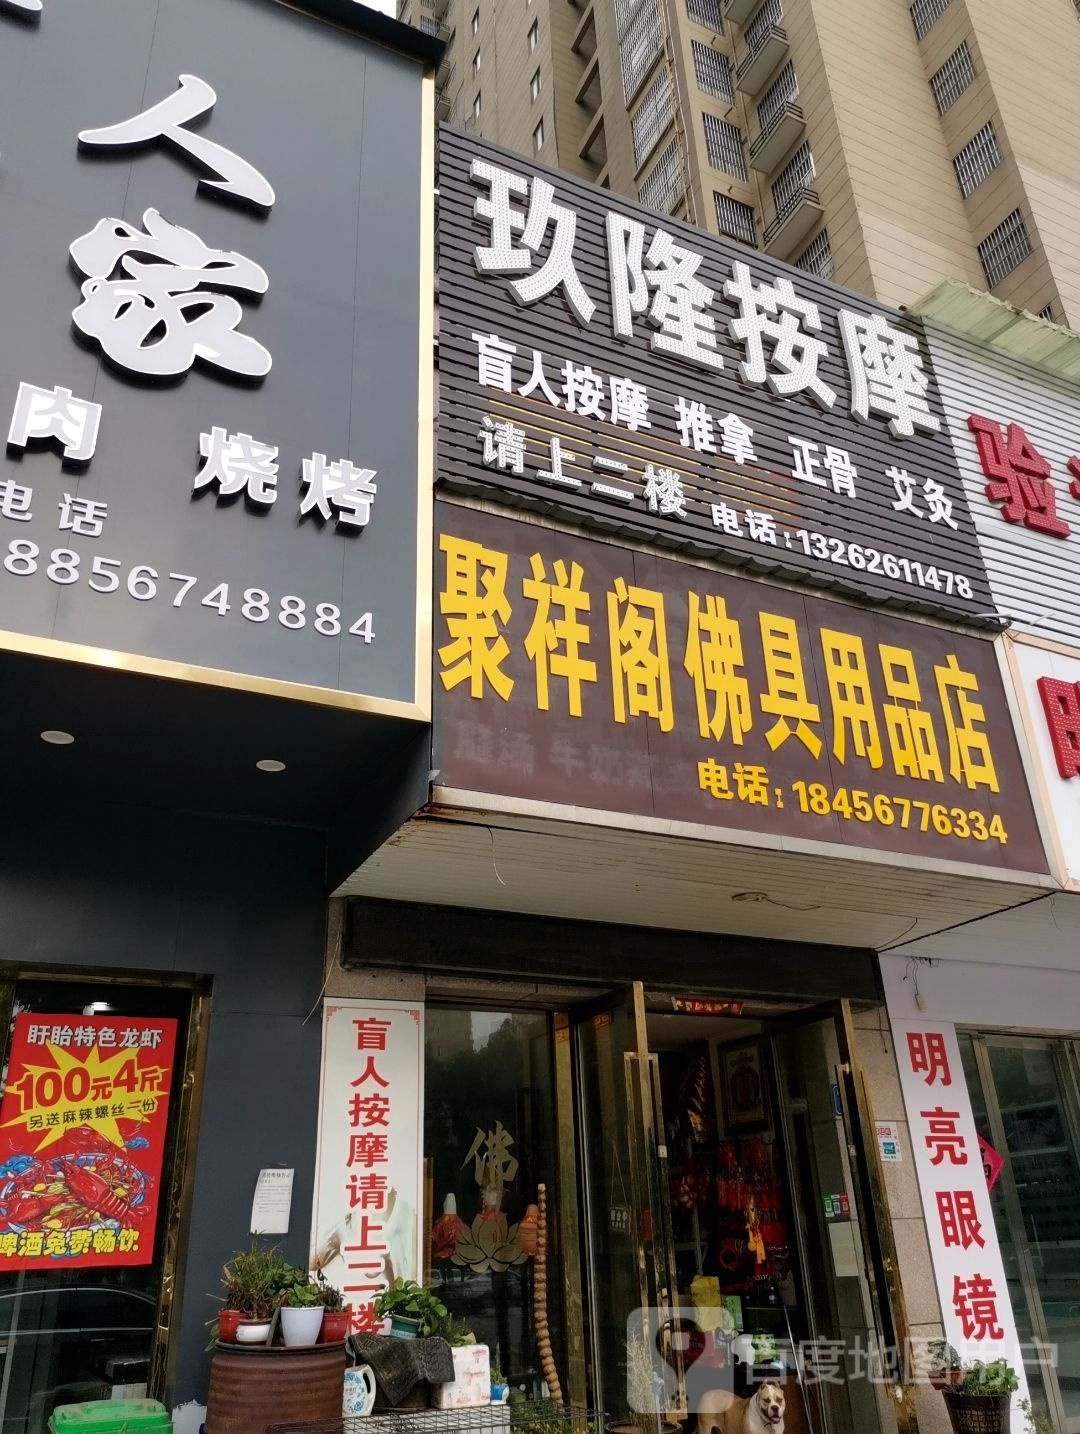 人家
肉 烧烤
电话
8856748884
玖隆按摩
盲人按摩 推拿 正骨 艾灸
请上二楼
电话:13262611478
聚祥阁佛具用品店
电话:18456776334
验
明
盱眙特色龙虾
100元4斤
另送麻辣螺丝一份
啤酒免费畅饮
盲人按摩请上二楼
佛
明亮眼镜
百度地图用户